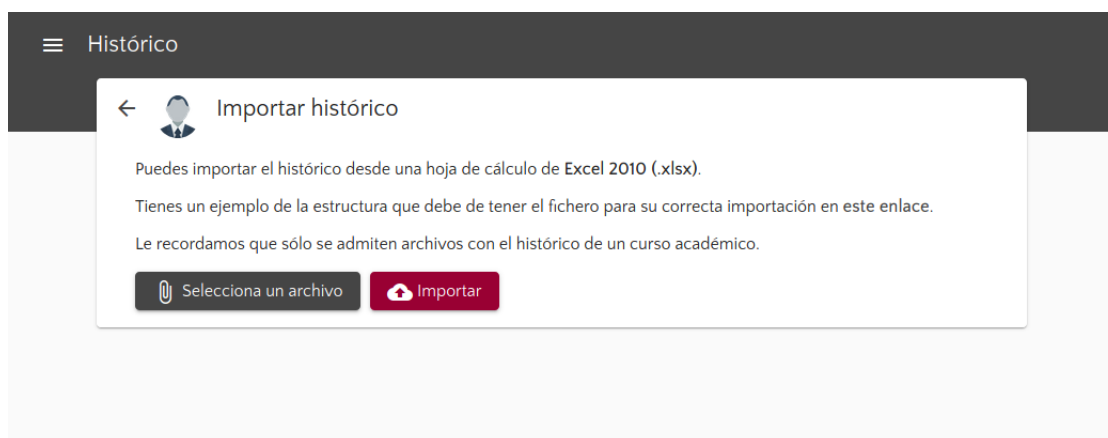 Histórico
Importar histórico
Puedes importar el histórico desde una hoja de cálculo de Excel 2010 (.xlsx).
Tienes un ejemplo de la estructura que debe de tener el fichero para su correcta importación en este enlace.
Le recordamos que sólo se admiten archivos con el histórico de un curso académico.
Selecciona un archivo Importar